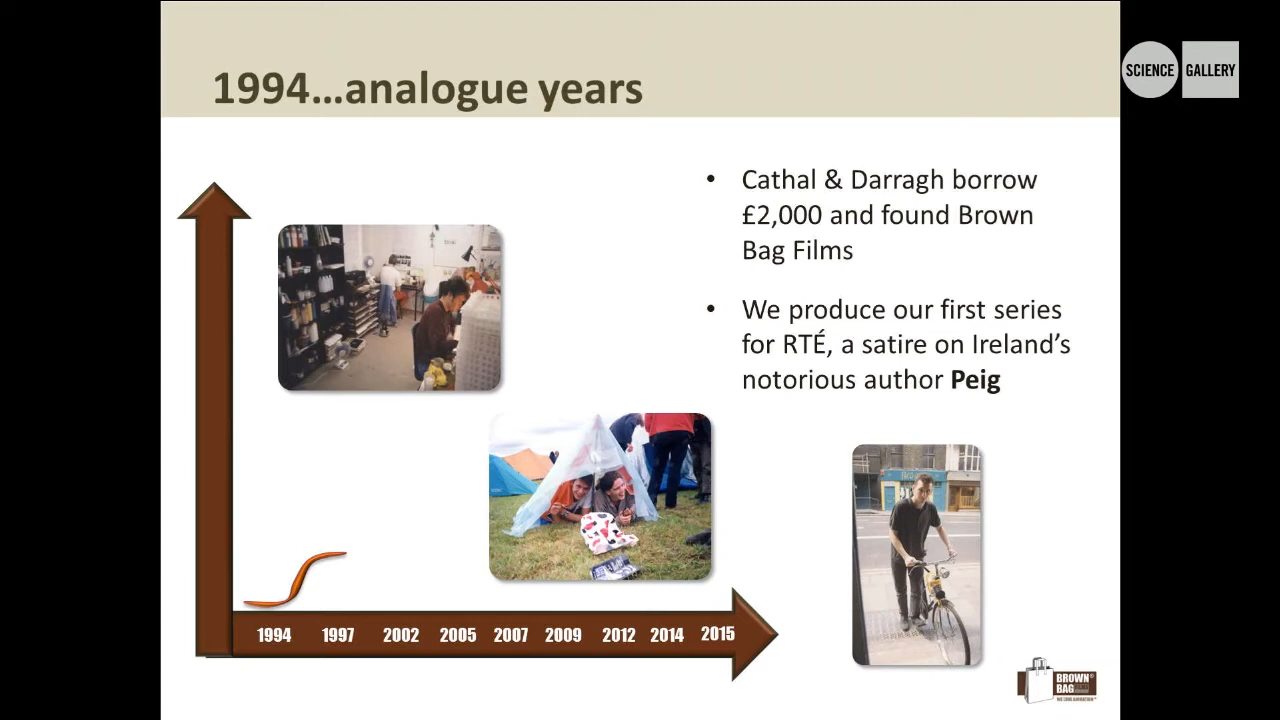 1994...analogue years
SCIENCE GALLERY
• Cathal & Darragh borrow
£2,000 and found Brown
Bag Films
• We produce our first series
for RTÉ, a satire on Ireland's
notorious author Peig
1994 1997 2002 2005 2007 2009 2012 2014 2015
BROWN
BAG